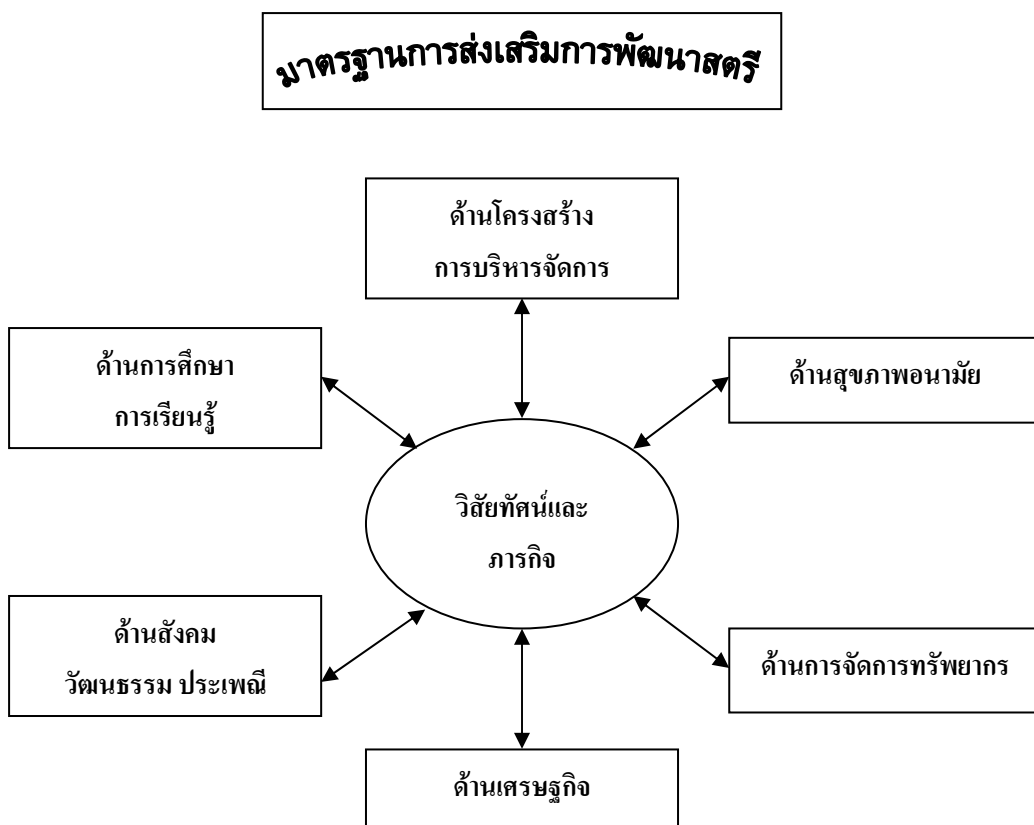 มาตรฐานการส่งเสริมการพัฒนาสตรี
ด้านโครงสร้าง
การบริหารจัดการ
ด้านการศึกษา
การเรียนรู้
ด้านสุขภาพอนามัย
วิสัยทัศน์และ
ภารกิจ
ด้านสังคม
วัฒนธรรม ประเพณี
ด้านการจัดการทรัพยากร
ด้านเศรษฐกิจ